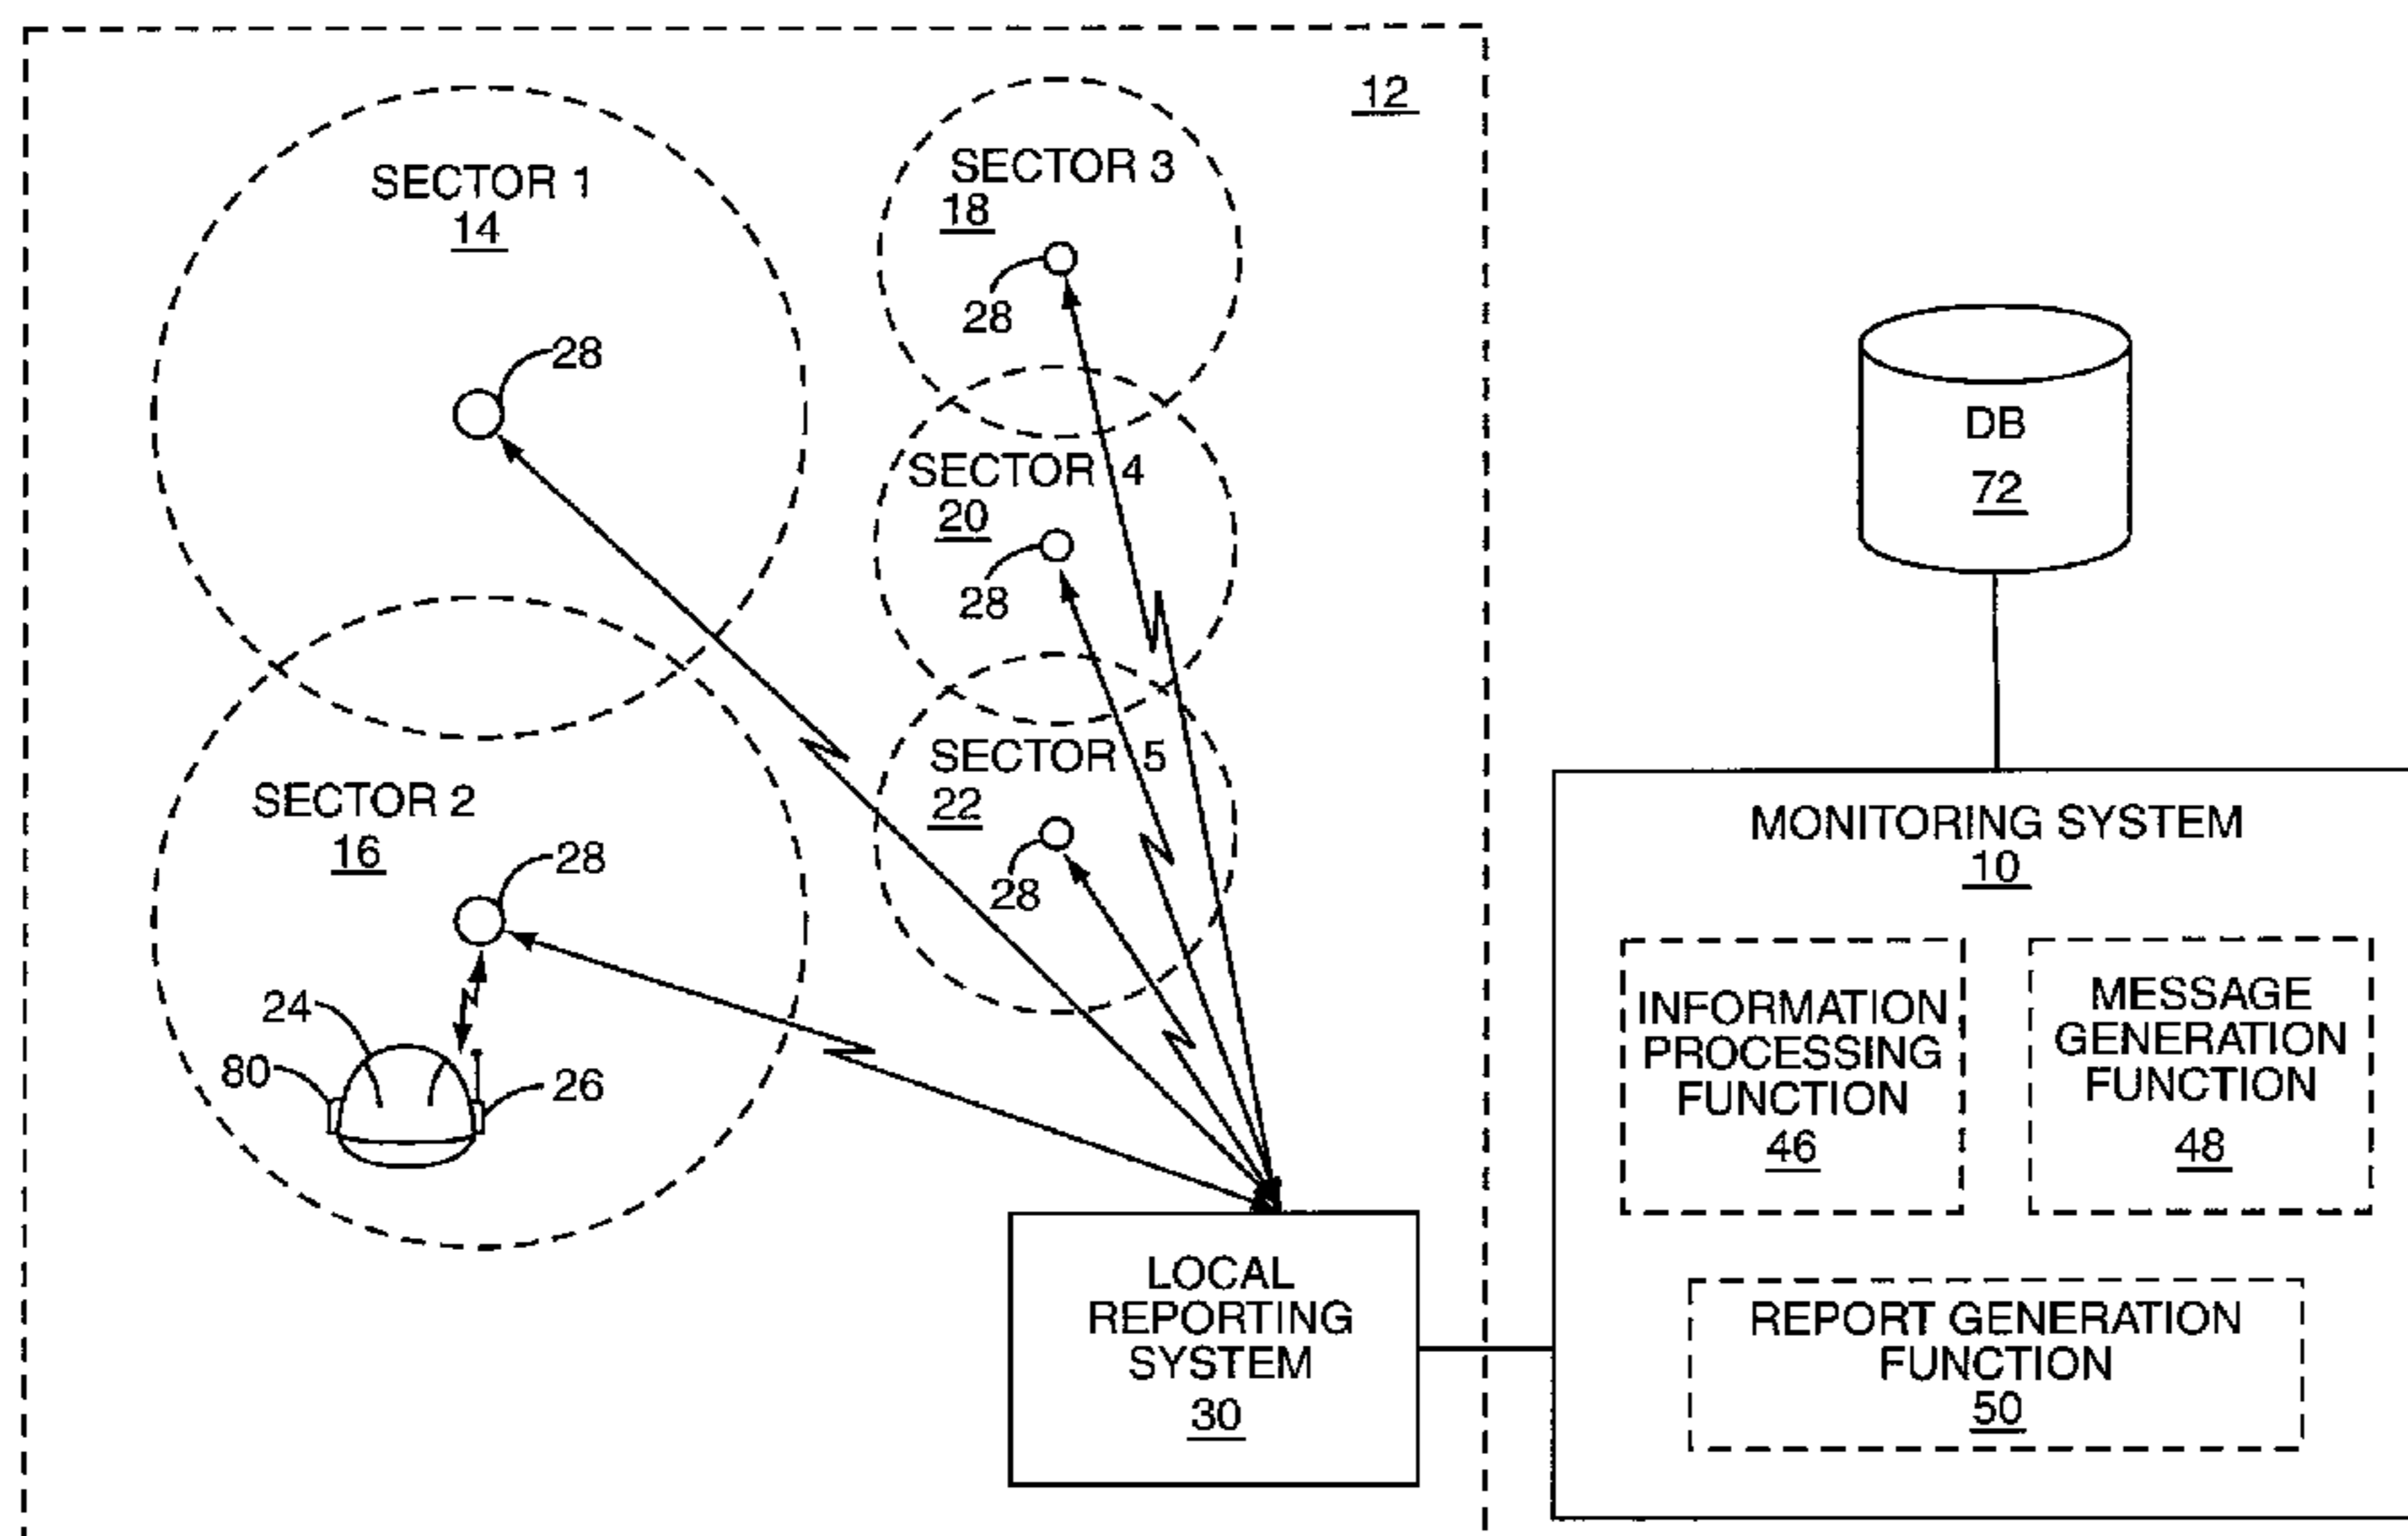 12
SECTOR 1
14
28
SECTOR 3
18
28
SECTOR 4
20
28
SECTOR 5
22
28
SECTOR 2
16
28
24
80
26
LOCAL
REPORTING
SYSTEM
30
DB
72
MONITORING SYSTEM
10
INFORMATION
PROCESSING
FUNCTION
46
MESSAGE
GENERATION
FUNCTION
48
REPORT GENERATION
FUNCTION
50